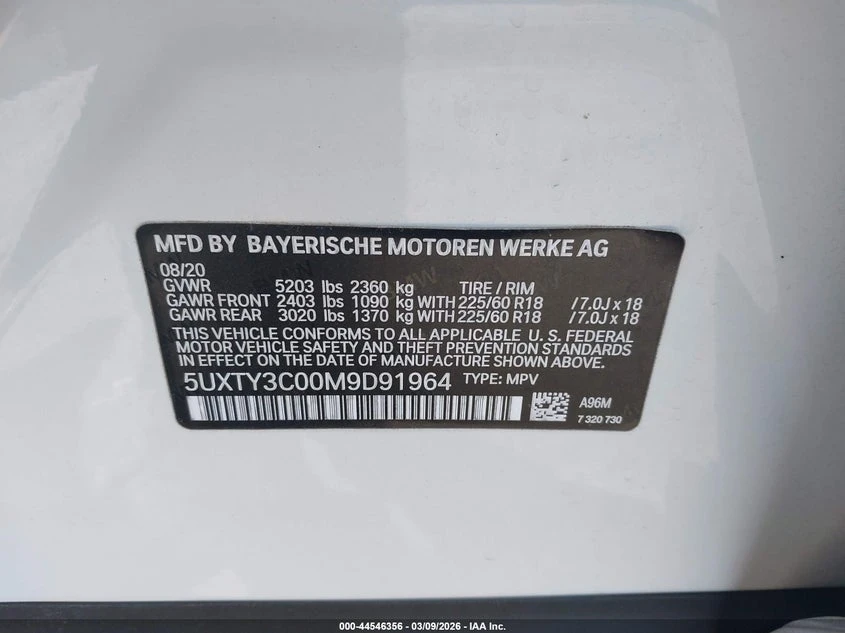 MFD BY BAYERISCHE MOTOREN WERKE AG
08/20
GVWR 5203 lbs 2360 kg TIRE / RIM
GAWR FRONT 2403 lbs 1090 kg WITH 225/60 R18 /7.0J x 18
GAWR REAR 3020 lbs 1370 kg WITH 225/60 R18 /7.0J x 18
THIS VEHICLE CONFORMS TO ALL APPLICABLE U. S. FEDERAL
MOTOR VEHICLE SAFETY AND THEFT PREVENTION STANDARDS
IN EFFECT ON THE DATE OF MANUFACTURE SHOWN ABOVE.
5UXTY3C00M9D91964 TYPE: MPV
A96M
7 320 730
000-44546356 - 03/09/2026 - IAA Inc.